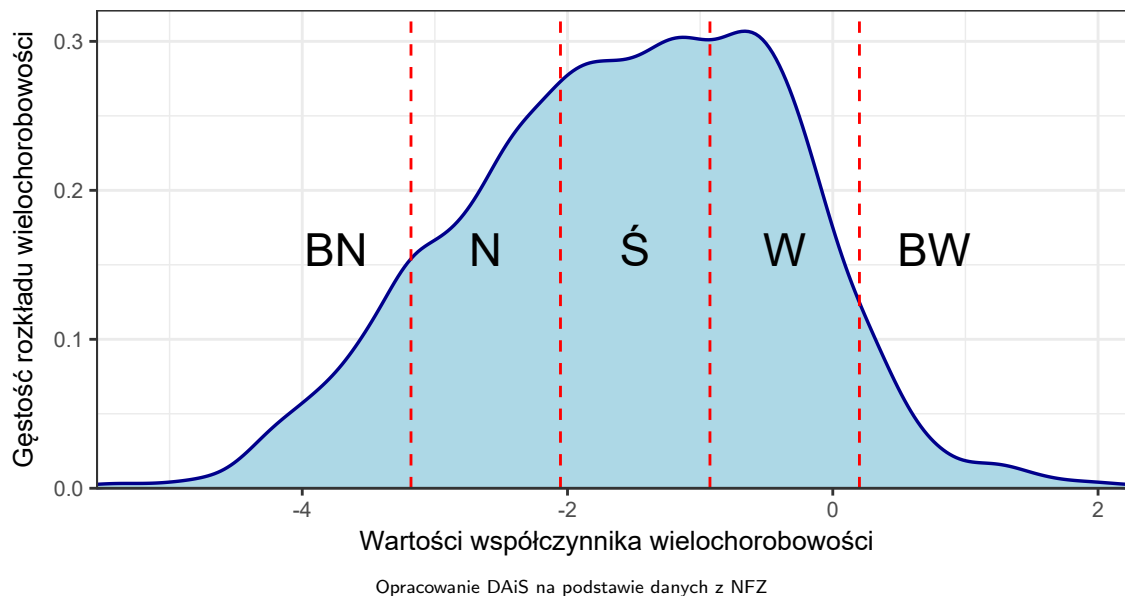 Gęstość rozkładu wielochorobowości
0.3
0.2
0.1
0.0
BN N Ś W BW
-4 -2 0 2
Wartości współczynnika wielochorobowości
Opracowanie DAiS na podstawie danych z NFZ